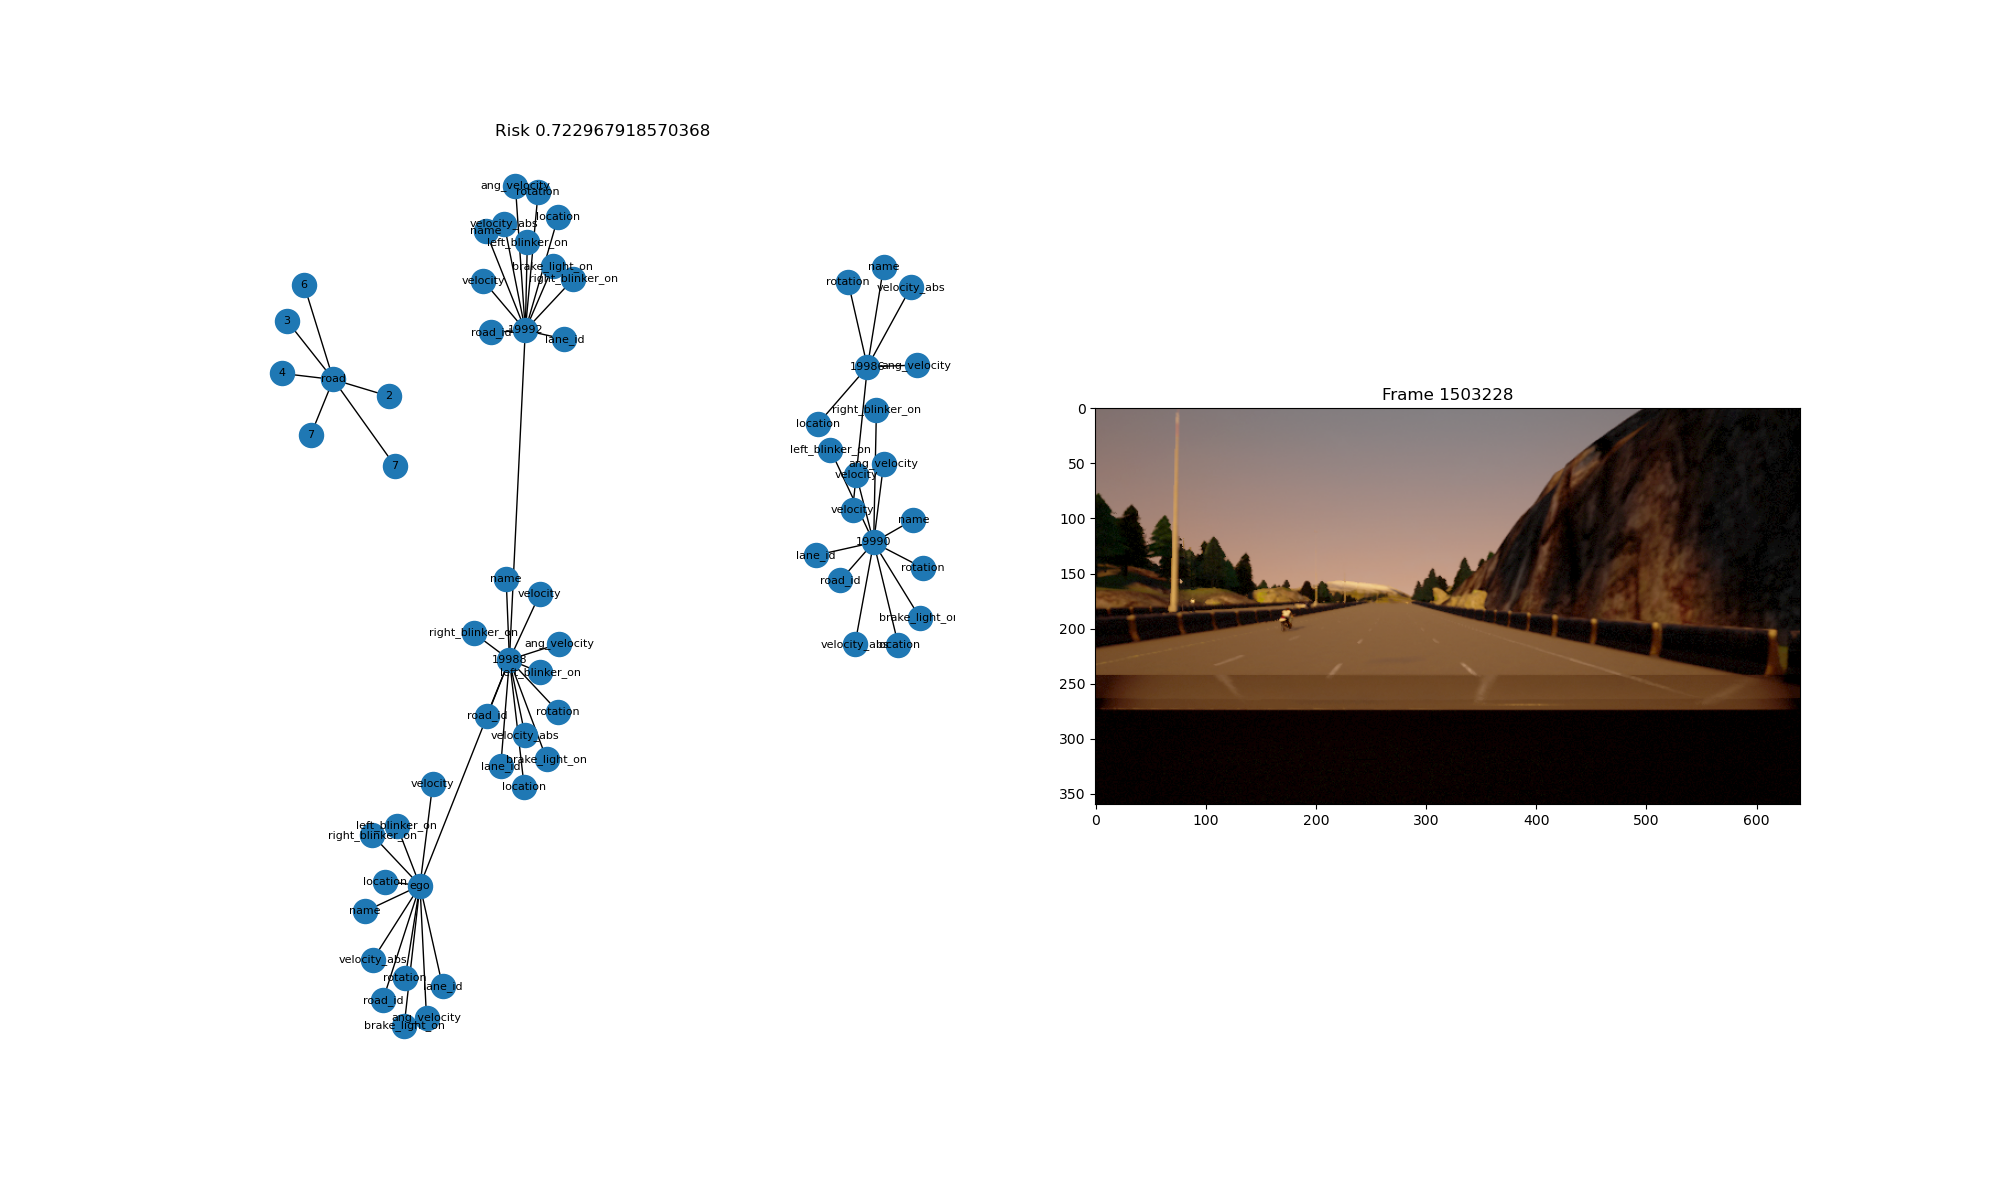 Risk 0.722967918570368
ang_velocity
rotation
location
velocity_abs
name
left_blinker_on
brake_light_on
right_blinker_on
velocity
road_id
19992
lane_id
6
3
4
road
2
7
7
name
rotation
velocity_abs
ang_velocity
location
right_blinker_on
left_blinker_on
ang_velocity
velocity
velocity
name
19990
lane_id
road_id
rotation
velocity_abs
location
name
velocity
right_blinker_on
ang_velocity
19988
left_blinker_on
road_id
rotation
velocity_abs
brake_light_on
lane_id
location
velocity
left_blinker_on
right_blinker_on
location
ego
name
velocity_abs
rotation
lane_id
road_id
ang_velocity
brake_light_on
Frame 1503228
0
50
100
150
200
250
300
350
0
100
200
300
400
500
600